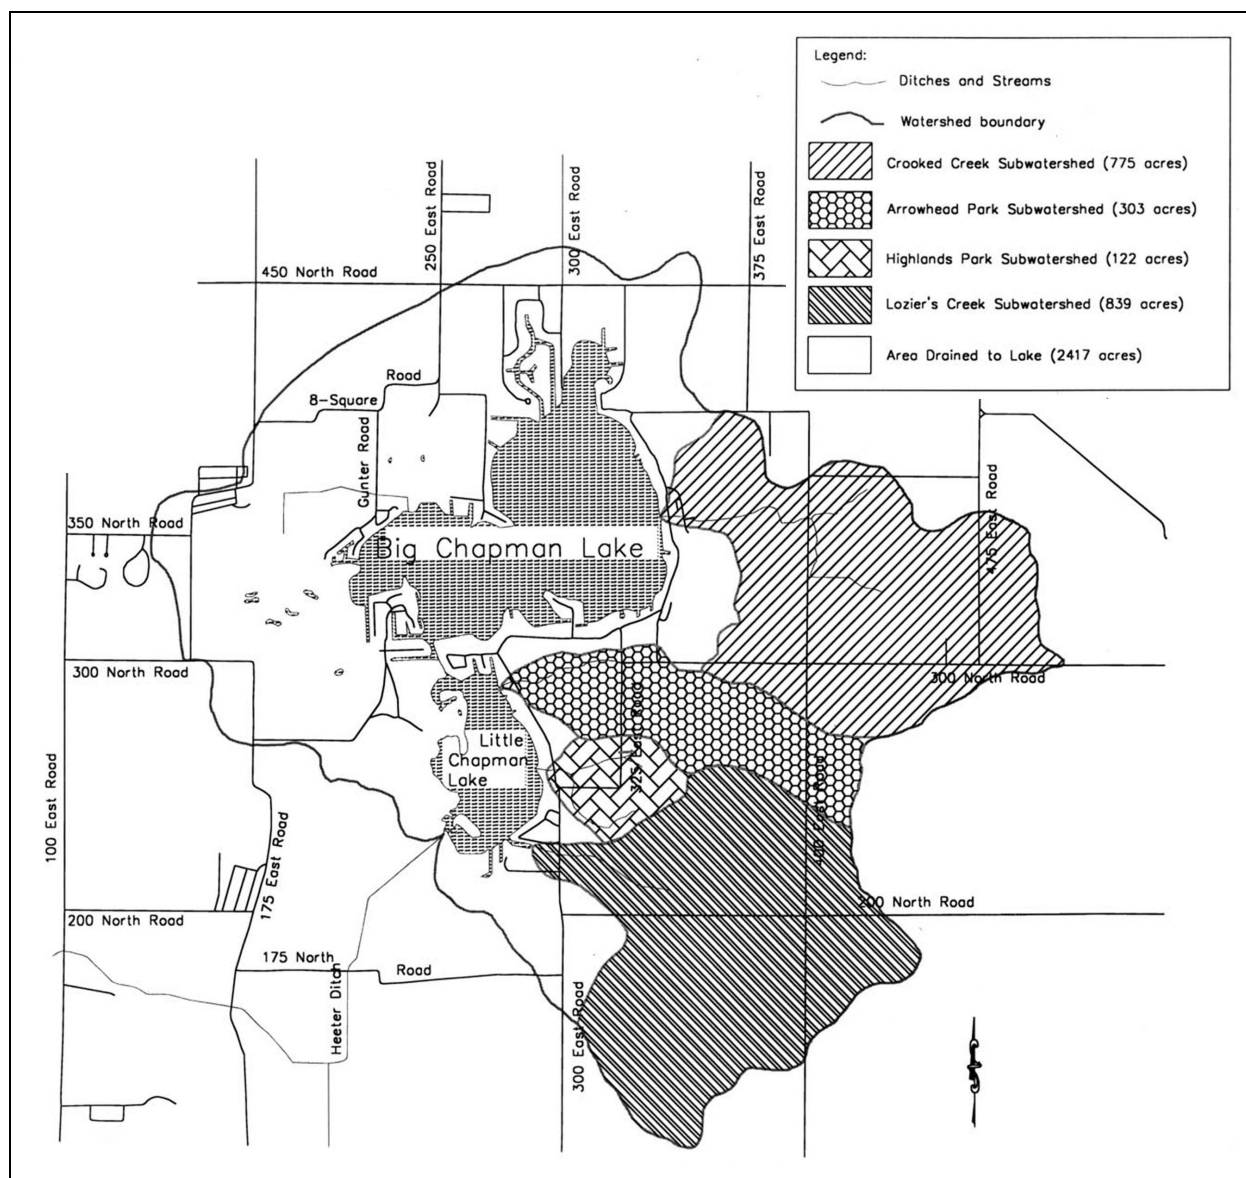 Legend:
Ditches and Streams
Watershed boundary
Crooked Creek Subwatershed (775 acres)
Arrowhead Park Subwatershed (303 acres)
Highlands Park Subwatershed (122 acres)
Lozier's Creek Subwatershed (839 acres)
Area Drained to Lake (2417 acres)
250 East Road
300 East Road
375 East Road
450 North Road
8-Square Road
Gunter Road
350 North Road
475 East Road
Big Chapman Lake
300 North Road
300 North Road
325 East Road
Little
Chapman
Lake
100 East Road
175 East Road
400 East Road
200 North Road
200 North Road
175 North Road
Heeter Ditch
300 East Road